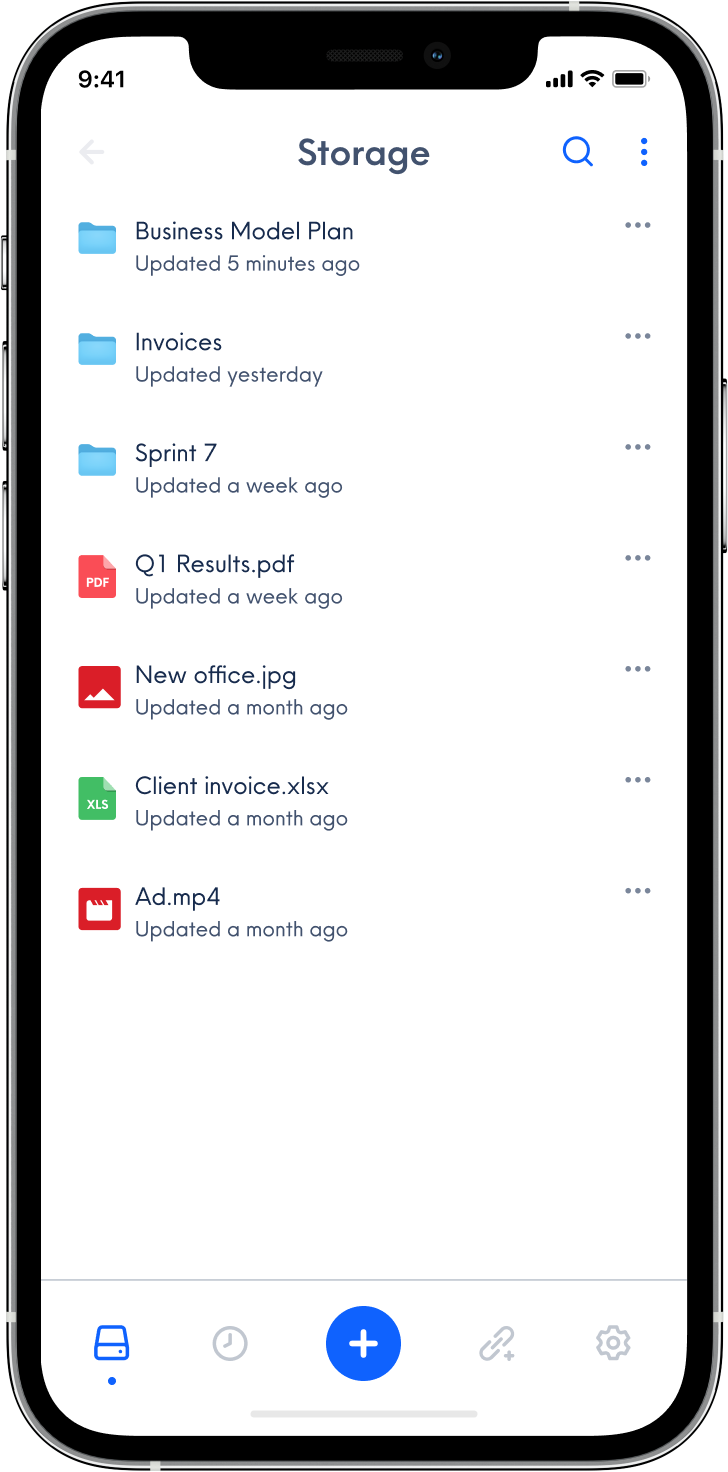 9:41
Storage
Business Model Plan
Updated 5 minutes ago
Invoices
Updated yesterday
Sprint 7
Updated a week ago
PDF
Q1 Results.pdf
Updated a week ago
New office.jpg
Updated a month ago
XLS
Client invoice.xlsx
Updated a month ago
Ad.mp4
Updated a month ago